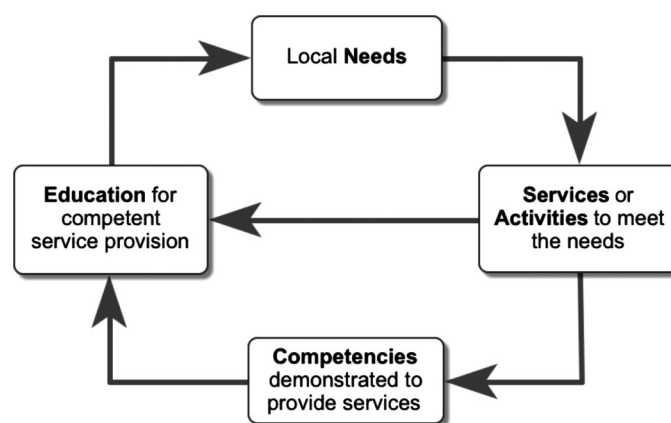 Local Needs
Education for
competent
service provision
Services or
Activities to meet
the needs
Competencies
demonstrated to
provide services